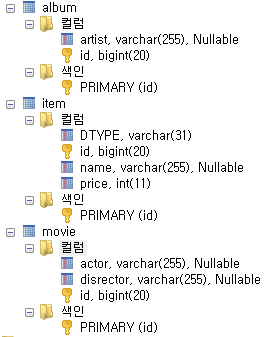 album
컬럼
artist, varchar(255), Nullable
id, bigint(20)
색인
PRIMARY (id)
item
컬럼
DTYPE, varchar(31)
id, bigint(20)
name, varchar(255), Nullable
price, int(11)
색인
PRIMARY (id)
movie
컬럼
actor, varchar(255), Nullable
disrector, varchar(255), Nullable
id, bigint(20)
색인
PRIMARY (id)